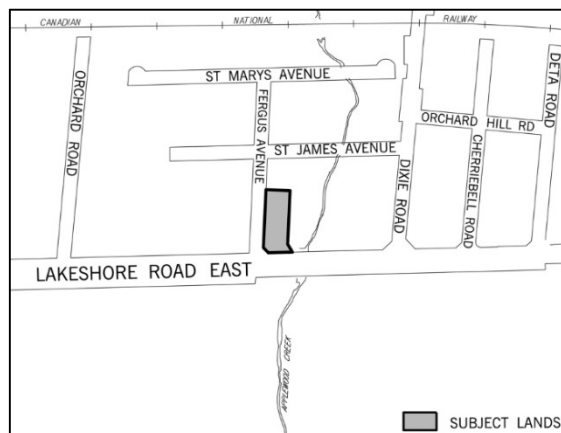 CANADIAN NATIONAL RAILWAY
ST MARYS AVENUE
ORCHARD ROAD
FERGUS AVENUE
ST JAMES AVENUE
ORCHARD HILL RD
DETA ROAD
DIXIE ROAD
CHERRIEBELL ROAD
LAKESHORE ROAD EAST
APPLEWOOD CREEK
SUBJECT LANDS